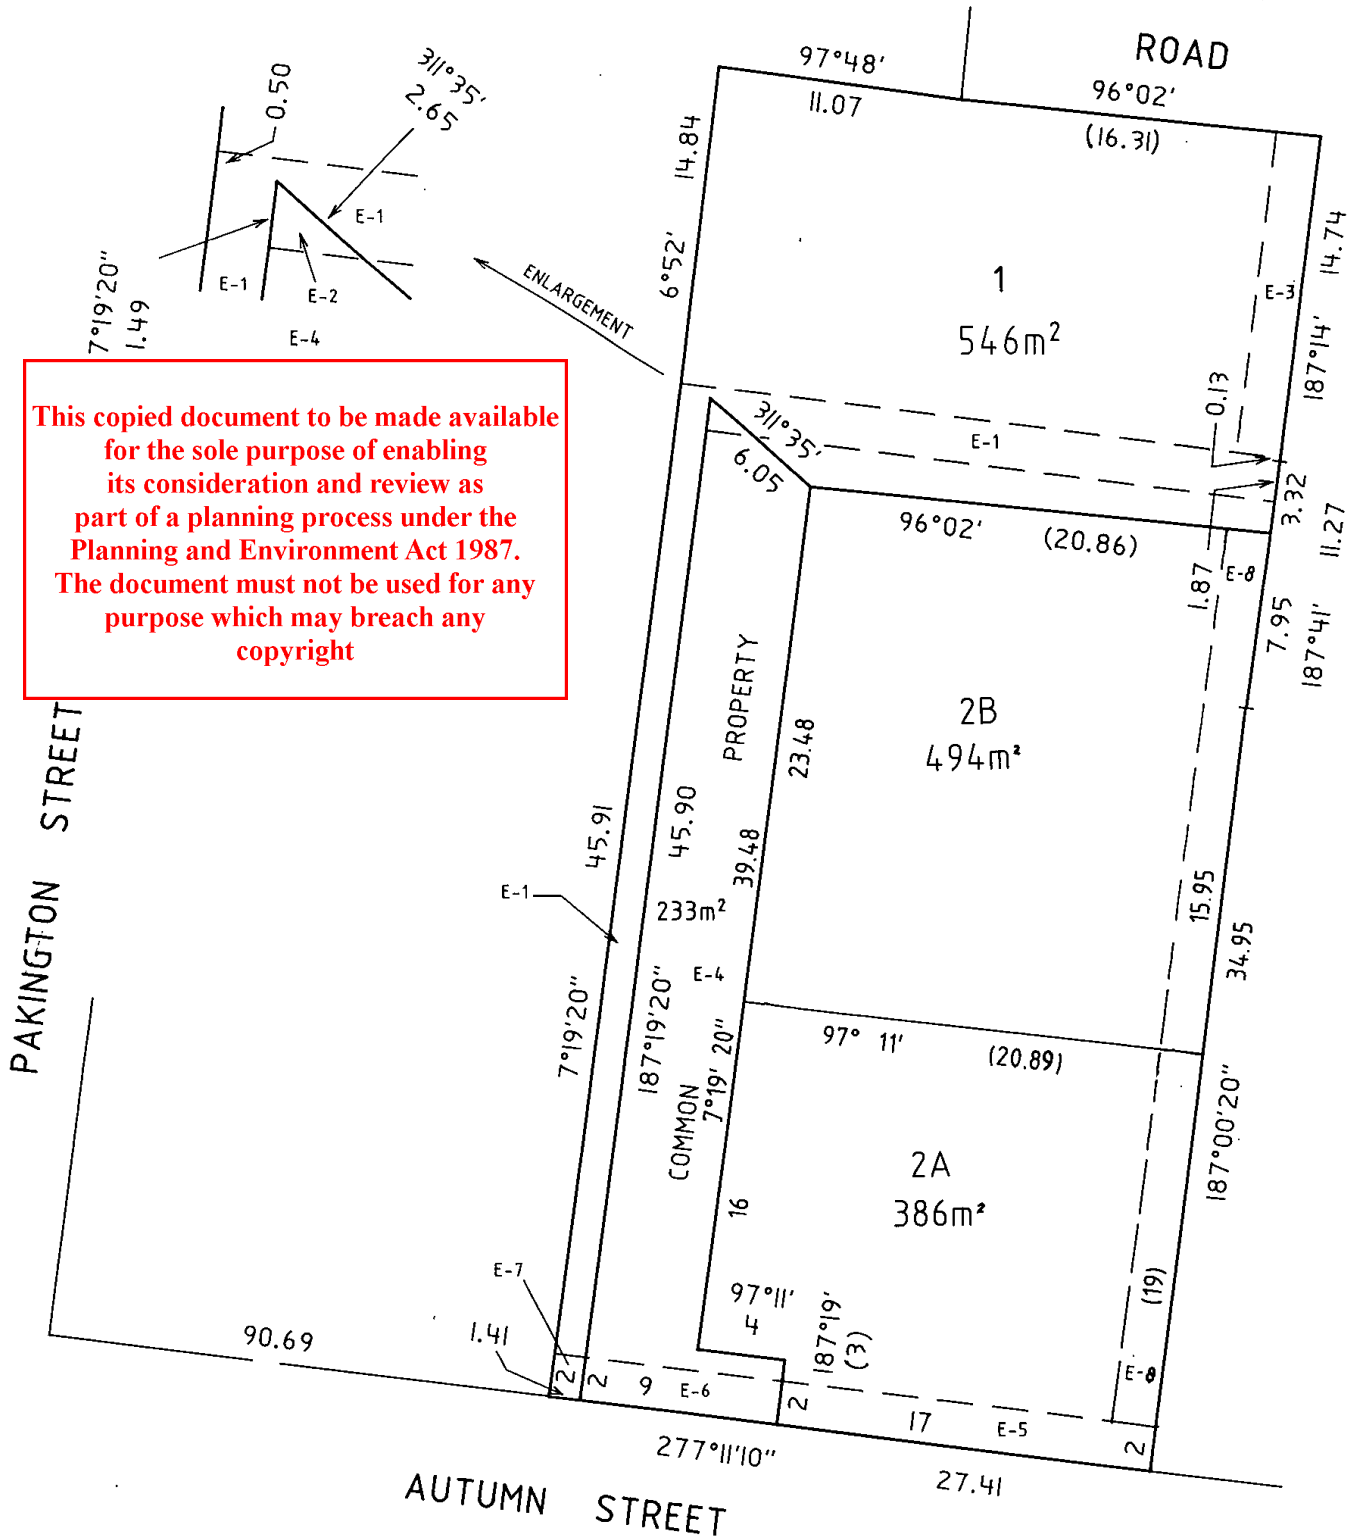 ROAD
97°48'
11.07
96°02'
(16.31)
14.84
6°52'
0.50
311°35'
2.65
E-1
E-1
E-2
E-4
7°19'20"
1.49
ENLARGEMENT
1
546m²
E-3
14.74
187°14'
0.13
This copied document to be made available
for the sole purpose of enabling
its consideration and review as
part of a planning process under the
Planning and Environment Act 1987.
The document must not be used for any
purpose which may breach any
copyright
311°35'
6.05
E-1
96°02'
(20.86)
3.32
11.27
1.87
E-8
7.95
187°41'
PROPERTY
2B
494m²
23.48
45.91
45.90
39.48
E-1
233m²
E-4
15.95
34.95
PAKINGTON STREET
7°19'20"
187°19'20"
COMMON
7°19' 20"
97° 11'
(20.89)
187°00'20"
2A
386m²
16
97°11'
4
187°19'
(3)
(19)
E-7
90.69
1.41
2
2
9
E-6
2
17
E-5
E-8
2
277°11'10"
27.41
AUTUMN STREET